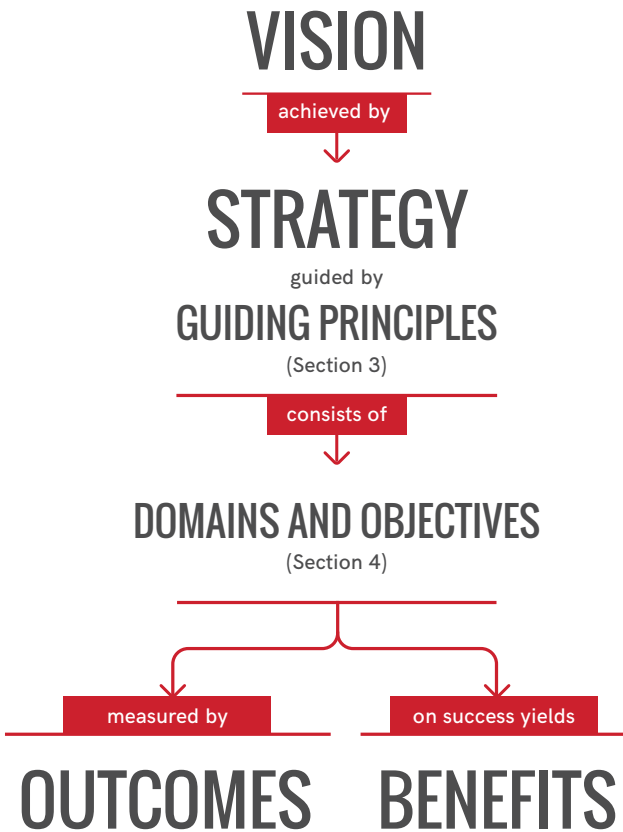 VISION
achieved by
STRATEGY
guided by
GUIDING PRINCIPLES
(Section 3)
consists of
DOMAINS AND OBJECTIVES
(Section 4)
measured by
on success yields
OUTCOMES
BENEFITS